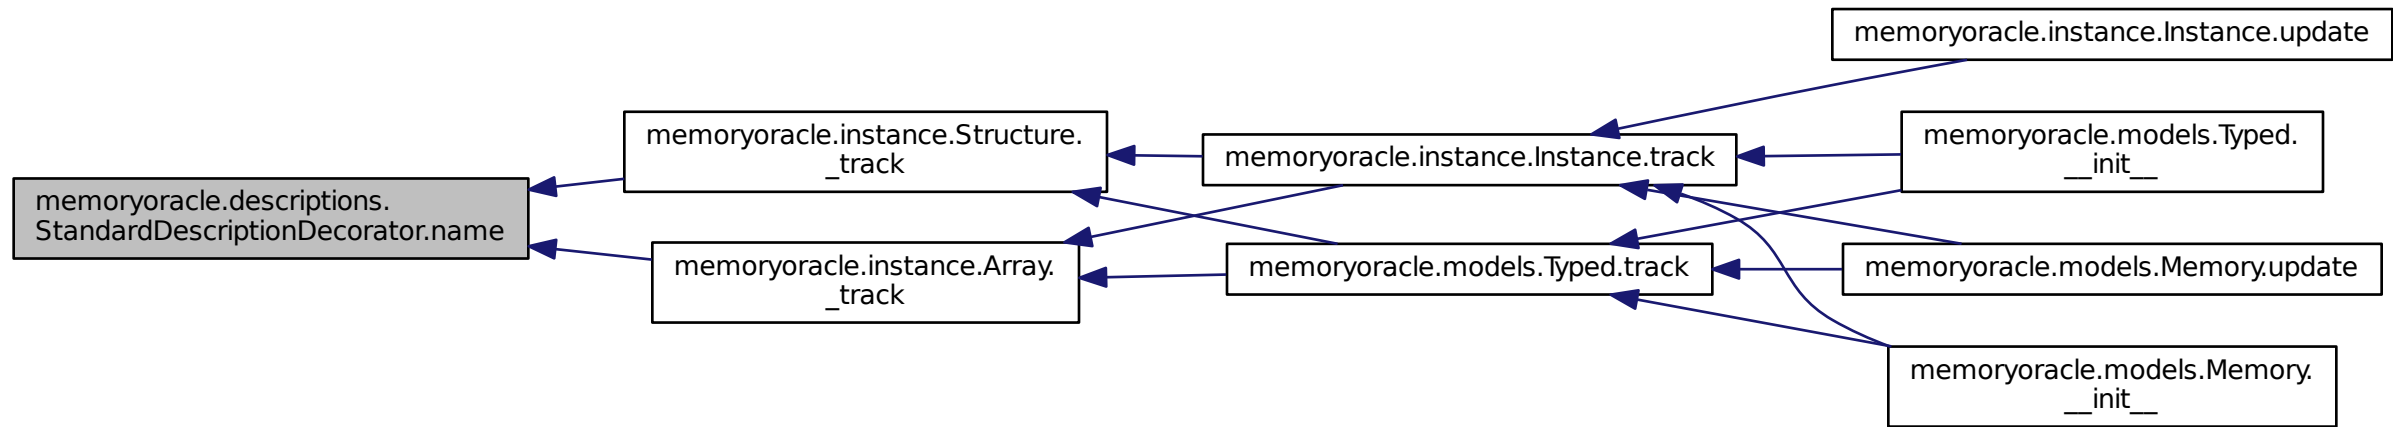 memoryoracle.descriptions.
StandardDescriptionDecorator.name
memoryoracle.instance.Structure.
_track
memoryoracle.instance.Array.
_track
memoryoracle.instance.Instance.track
memoryoracle.models.Typed.track
memoryoracle.instance.Instance.update
memoryoracle.models.Typed.
__init__
memoryoracle.models.Memory.update
memoryoracle.models.Memory.
__init__